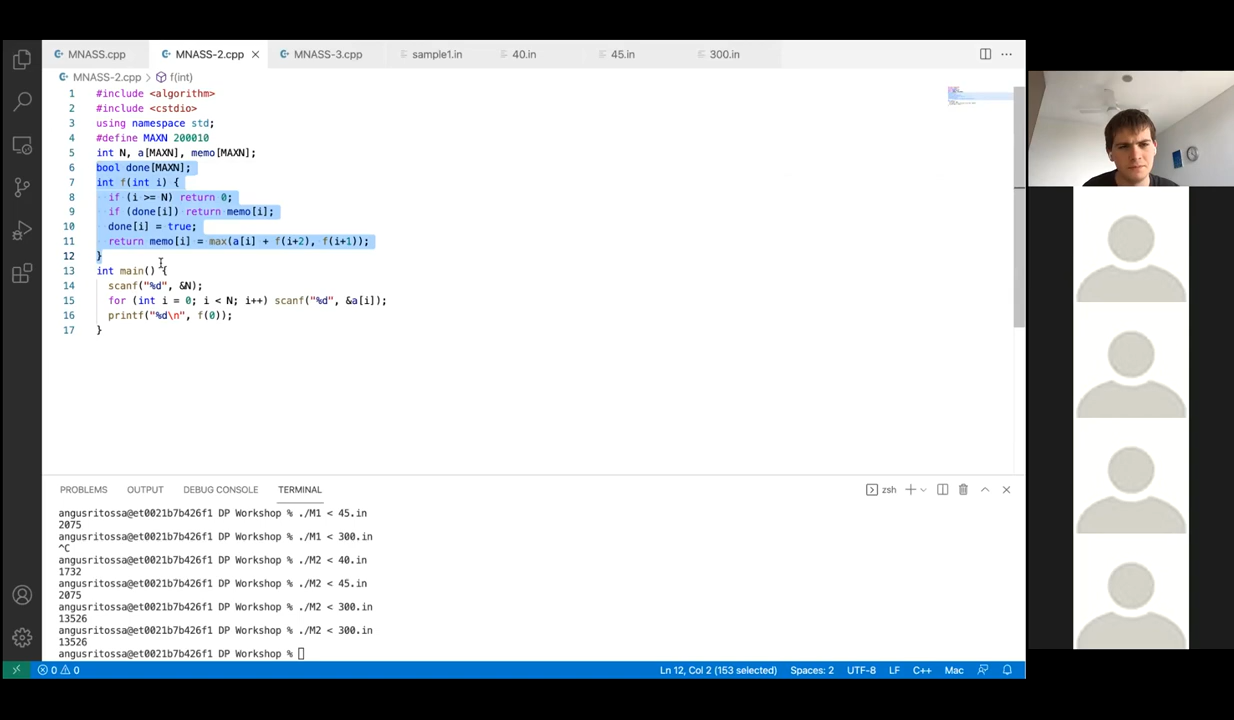 MNASS.cpp MNASS-2.cpp MNASS-3.cpp sample1.in 40.in 45.in 300.in
MNASS-2.cpp > f(int)
1 #include <algorithm>
2 #include <cstdio>
3 using namespace std;
4 #define MAXN 200010
5 int N, a[MAXN], memo[MAXN];
6 bool done[MAXN];
7 int f(int i) {
8 if (i >= N) return 0;
9 if (done[i]) return memo[i];
10 done[i] = true;
11 return memo[i] = max(a[i] + f(i+2), f(i+1));
12 }
13 int main() {
14 scanf("%d", &N);
15 for (int i = 0; i < N; i++) scanf("%d", &a[i]);
16 printf("%d\n", f(0));
17 }
PROBLEMS OUTPUT DEBUG CONSOLE TERMINAL zsh
angusritossa@et0021b7b426f1 DP Workshop % ./M1 < 45.in
2075
angusritossa@et0021b7b426f1 DP Workshop % ./M1 < 300.in
^C
angusritossa@et0021b7b426f1 DP Workshop % ./M2 < 40.in
1732
angusritossa@et0021b7b426f1 DP Workshop % ./M2 < 45.in
2075
angusritossa@et0021b7b426f1 DP Workshop % ./M2 < 300.in
13526
angusritossa@et0021b7b426f1 DP Workshop % ./M2 < 300.in
13526
angusritossa@et0021b7b426f1 DP Workshop %
0 0 Ln 12, Col 2 (153 selected) Spaces: 2 UTF-8 LF C++ Mac